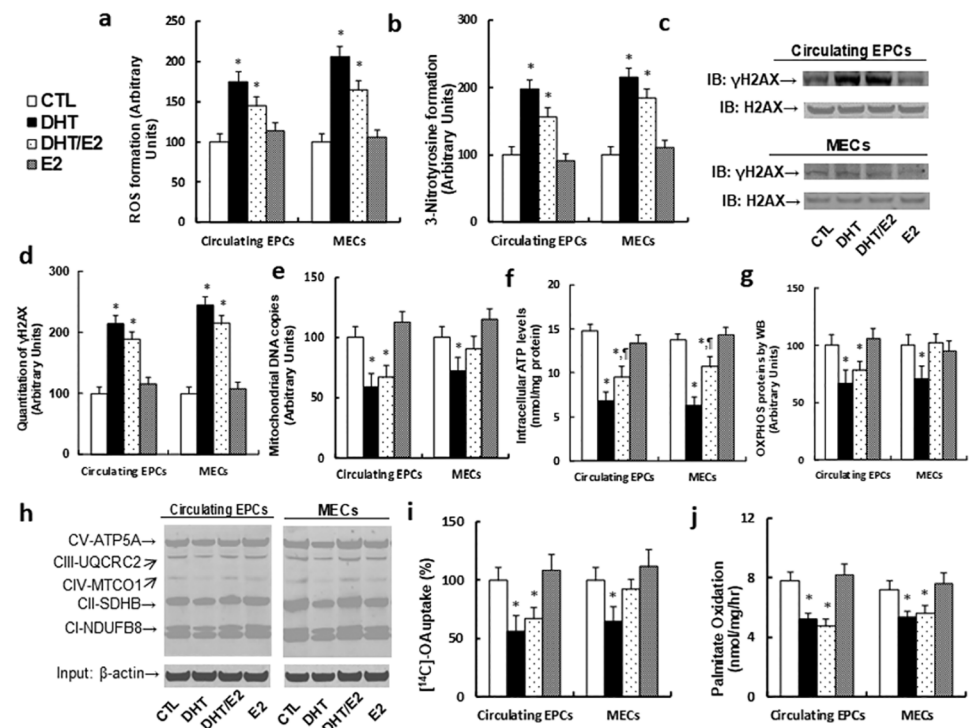 CTL
DHT
DHT/E2
E2
a
ROS formation (Arbitrary
Units)
250
200
150
100
50
0
*
*
*
*
Circulating EPCs
MECs
b
3-Nitrotyrosine formation
(Arbitrary Units)
300
200
100
0
*
*
*
*
Circulating EPCs
MECs
c
Circulating EPCs
IB: γH2AX→
IB: H2AX→
MECs
IB: γH2AX→
IB: H2AX→
CTL
DHT
DHT/E2
E2
d
Quantitation of γH2AX
(Arbitrary Units)
300
200
100
0
*
*
*
*
Circulating EPCs
MECs
e
Mitochondrial DNA copies
(Arbitrary Units)
150
100
50
0
*
*
*
Circulating EPCs
MECs
f
Intracellular ATP levels
(nmol/mg protein)
20
15
10
5
0
*
*,¶
*
*,¶
Circulating EPCs
MECs
g
OXPHOS proteins by WB
(Arbitrary Units)
150
100
50
0
*
*
*
Circulating EPCs
MECs
h
Circulating EPCs
MECs
CV-ATP5A→
CIII-UQCRC2
CIV-MTCO1
CII-SDHB→
CI-NDUFB8→
Input: β-actin→
CTL
DHT
DHT/E2
E2
CTL
DHT
DHT/E2
E2
i
[¹⁴C]-OA uptake (%)
150
100
50
0
*
*
*
Circulating EPCs
MECs
j
Palmitate Oxidation
(nmol/mg/hr)
15
10
5
0
*
*
*
*
Circulating EPCs
MECs